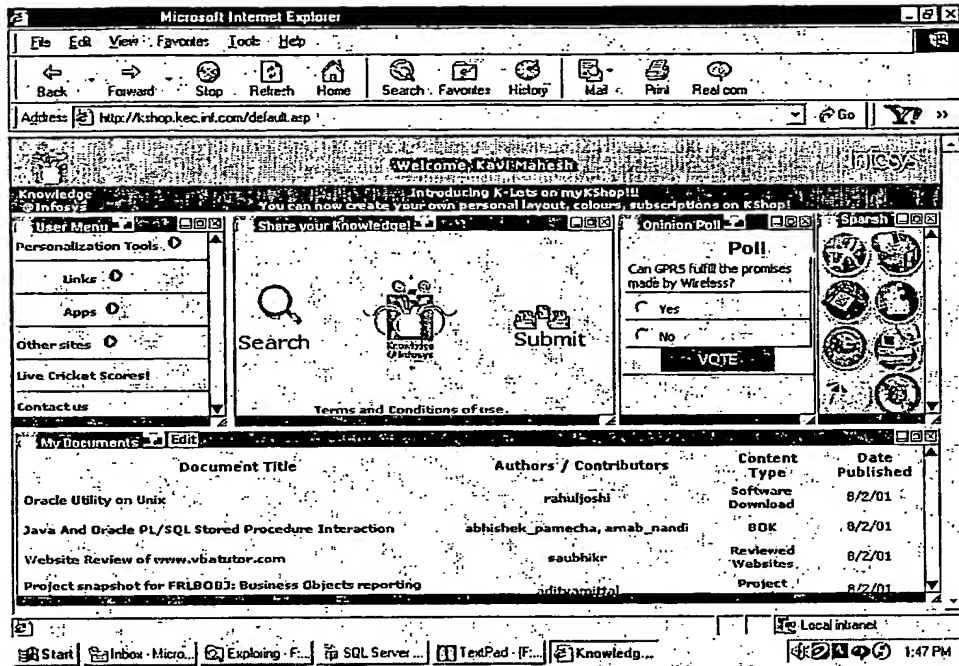 Microsoft Internet Explorer
File Edit View Favorites Tools Help
Back Forward Stop Refresh Home Search Favorites History Mail Print Real com
Address http://kshop.kec.inf.com/default.asp Go
Welcome, Kavi Mahesh
Infosys
Knowledge @Infosys
Introducing K-Lets on myKShop!!!
You can now create your own personal layout, colours, subscriptions on KShop!
User Menu
Personalization Tools
Links
Apps
Other sites
Live Cricket Scores!
Contact us
Share your Knowledge!
Search
Knowledge @Infosys
Submit
Terms and Conditions of use.
Opinion Poll
Poll
Can GPRS fulfill the promises
made by Wireless?
Yes
No
VOTE
Sparsh
My Documents Edit
Document Title Authors / Contributors Content Type Date Published
Oracle Utility on Unix rahuljoshi Software Download 8/2/01
Java And Oracle PL/SQL Stored Procedure Interaction abhishek_pamecha, arnab_nandi BOK 8/2/01
Website Review of www.vbatutor.com saubhikr Reviewed Websites 8/2/01
Project snapshot for FRLBOBJ: Business Objects reporting adityamittal Project 8/2/01
Local intranet
Start Inbox - Micro... Exploring - F:... SQL Server ... TextPad - [F:... Knowledg... 1:47 PM